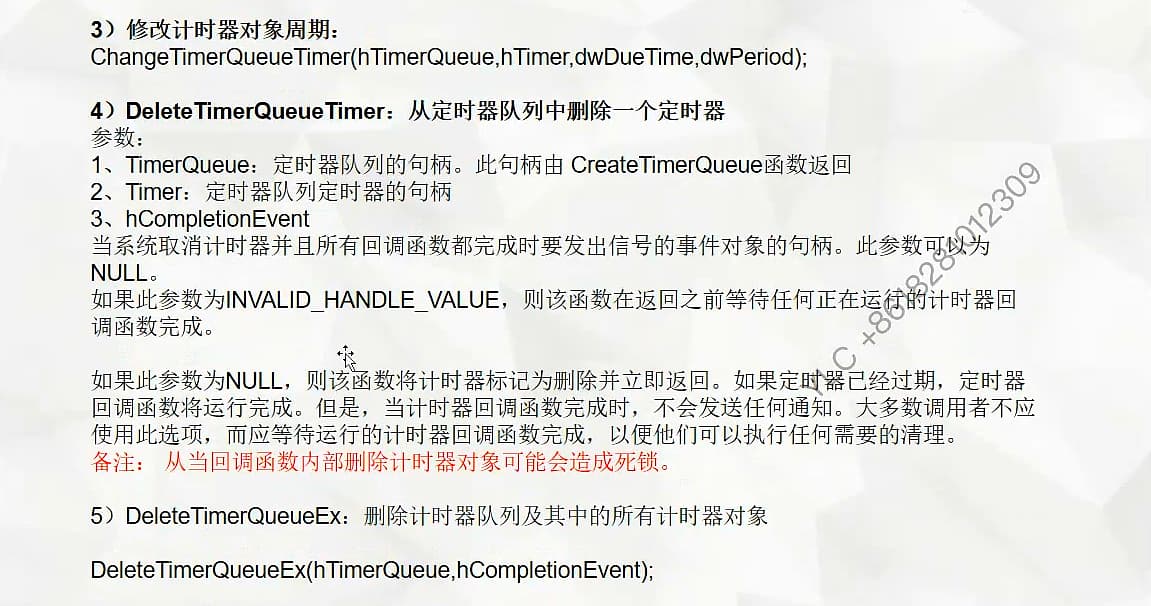 3）修改计时器对象周期：
ChangeTimerQueueTimer(hTimerQueue,hTimer,dwDueTime,dwPeriod);
4）DeleteTimerQueueTimer：从定时器队列中删除一个定时器
参数：
1、TimerQueue：定时器队列的句柄。此句柄由 CreateTimerQueue函数返回
2、Timer：定时器队列定时器的句柄
3、hCompletionEvent
当系统取消计时器并且所有回调函数都完成时要发出信号的事件对象的句柄。此参数可以为
NULL。
如果此参数为INVALID_HANDLE_VALUE，则该函数在返回之前等待任何正在运行的计时器回
调函数完成。
如果此参数为NULL，则该函数将计时器标记为删除并立即返回。如果定时器已经过期，定时器
回调函数将运行完成。但是，当计时器回调函数完成时，不会发送任何通知。大多数调用者不应
使用此选项，而应等待运行的计时器回调函数完成，以便他们可以执行任何需要的清理。
备注： 从当回调函数内部删除计时器对象可能会造成死锁。
5）DeleteTimerQueueEx：删除计时器队列及其中的所有计时器对象
DeleteTimerQueueEx(hTimerQueue,hCompletionEvent);